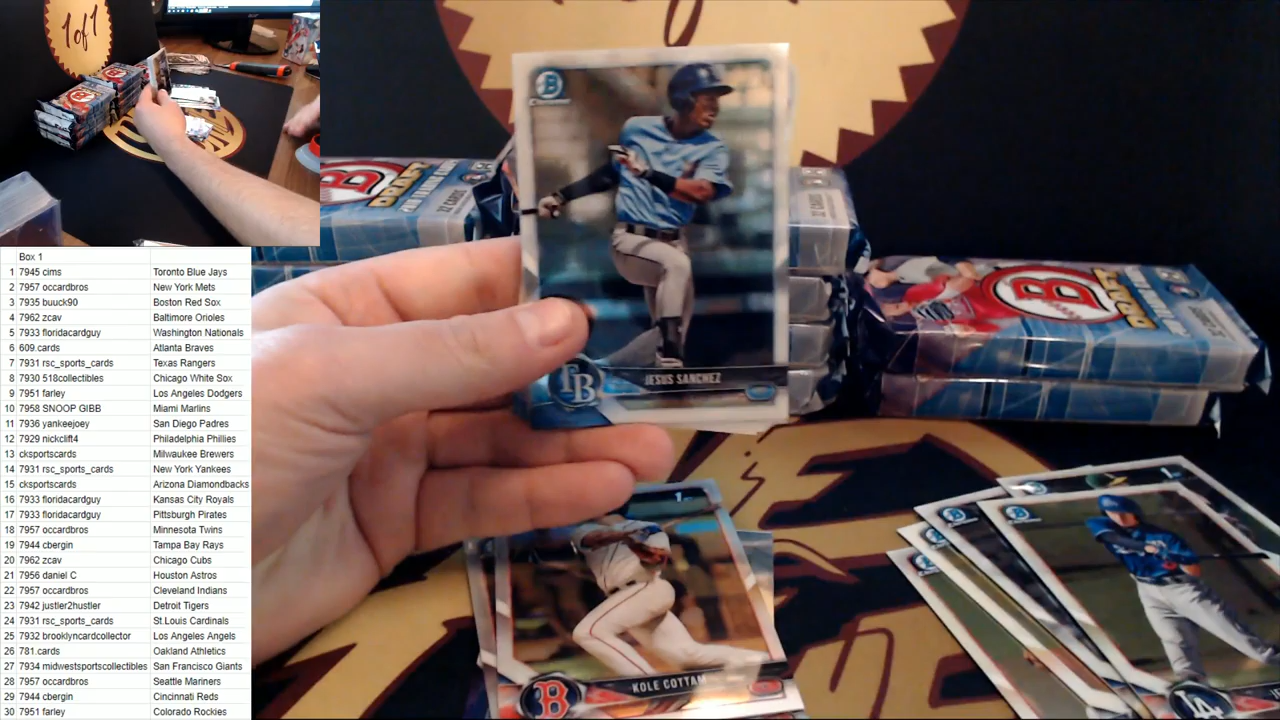 1of1
Box 1
1 7945 cims Toronto Blue Jays
2 7957 occardbros New York Mets
3 7935 buuck90 Boston Red Sox
4 7962 zcav Baltimore Orioles
5 7933 floridacardguy Washington Nationals
6 609.cards Atlanta Braves
7 7931 rsc_sports_cards Texas Rangers
8 7930 518collectibles Chicago White Sox
9 7951 farley Los Angeles Dodgers
10 7958 SNOOP GIBB Miami Marlins
11 7936 yankeejoey San Diego Padres
12 7929 nickclift4 Philadelphia Phillies
13 cksportscards Milwaukee Brewers
14 7931 rsc_sports_cards New York Yankees
15 cksportscards Arizona Diamondbacks
16 7933 floridacardguy Kansas City Royals
17 7933 floridacardguy Pittsburgh Pirates
18 7957 occardbros Minnesota Twins
19 7944 cbergin Tampa Bay Rays
20 7962 zcav Chicago Cubs
21 7956 daniel C Houston Astros
22 7957 occardbros Cleveland Indians
23 7942 justler2hustler Detroit Tigers
24 7931 rsc_sports_cards St.Louis Cardinals
25 7932 brooklyncardcollector Los Angeles Angels
26 781.cards Oakland Athletics
27 7934 midwestsportscollectibles San Francisco Giants
28 7957 occardbros Seattle Mariners
29 7944 cbergin Cincinnati Reds
30 7951 farley Colorado Rockies
B
Chrome
TB JESUS SANCHEZ
B DRAFT
B DRAFT
B KOLE COTTAM
LA